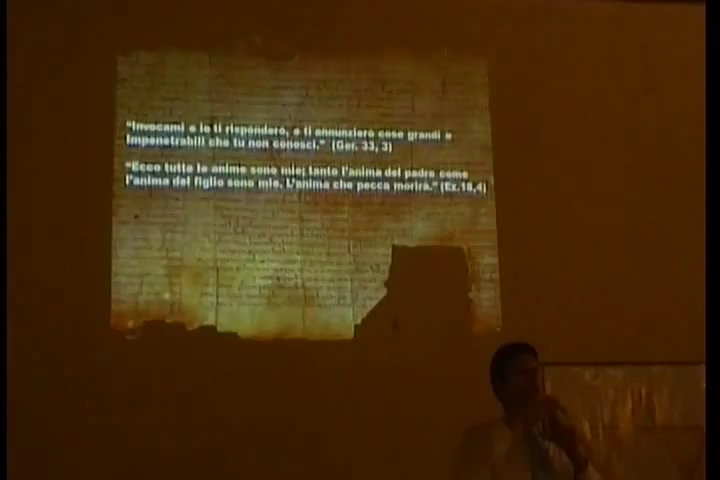 "Invocami e io ti risponderò, e ti annunzierò cose grandi e
impenetrabili che tu non conosci." (Ger. 33, 3)
"Ecco tutte le anime sono mie; tanto l'anima del padre come
l'anima del figlio sono mie. L'anima che pecca morirà." (Ez.18,4)